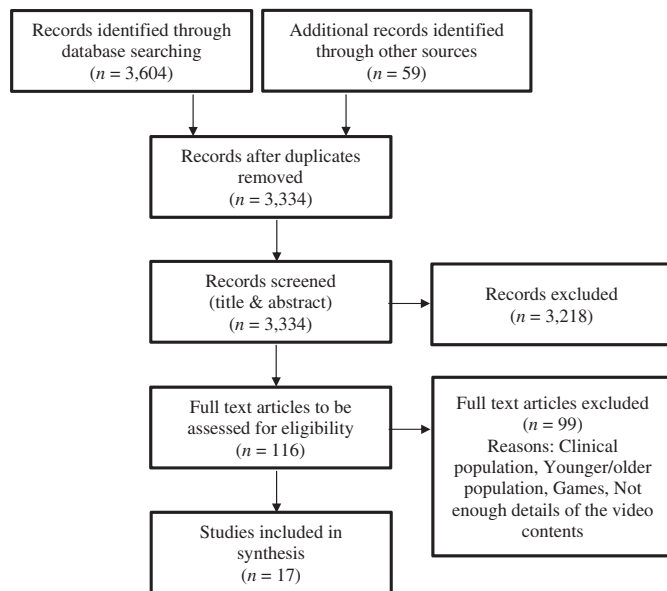 Records identified through
database searching
(n = 3,604)
Additional records identified
through other sources
(n = 59)
Records after duplicates
removed
(n = 3,334)
Records screened
(title & abstract)
(n = 3,334)
Records excluded
(n = 3,218)
Full text articles to be
assessed for eligibility
(n = 116)
Full text articles excluded
(n = 99)
Reasons: Clinical
population, Younger/older
population, Games, Not
enough details of the video
contents
Studies included in
synthesis
(n = 17)